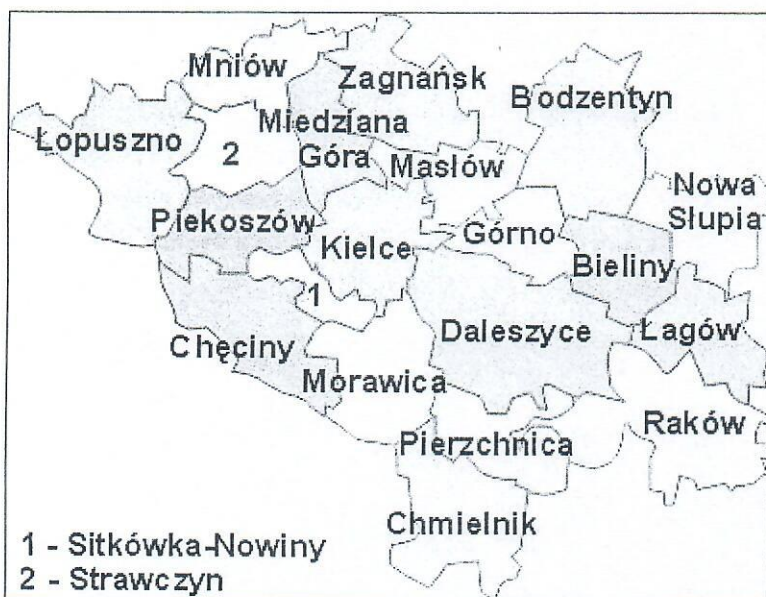 Mniów
Zagnańsk
Bodzentyn
Łopuszno
Miedziana
Góra
2
Masłów
Nowa
Słupia
Piekoszów
Kielce
Górno
Bieliny
1
Chęciny
Daleszyce
Łagów
Morawica
Raków
Pierzchnica
Chmielnik
1 - Sitkówka-Nowiny
2 - Strawczyn